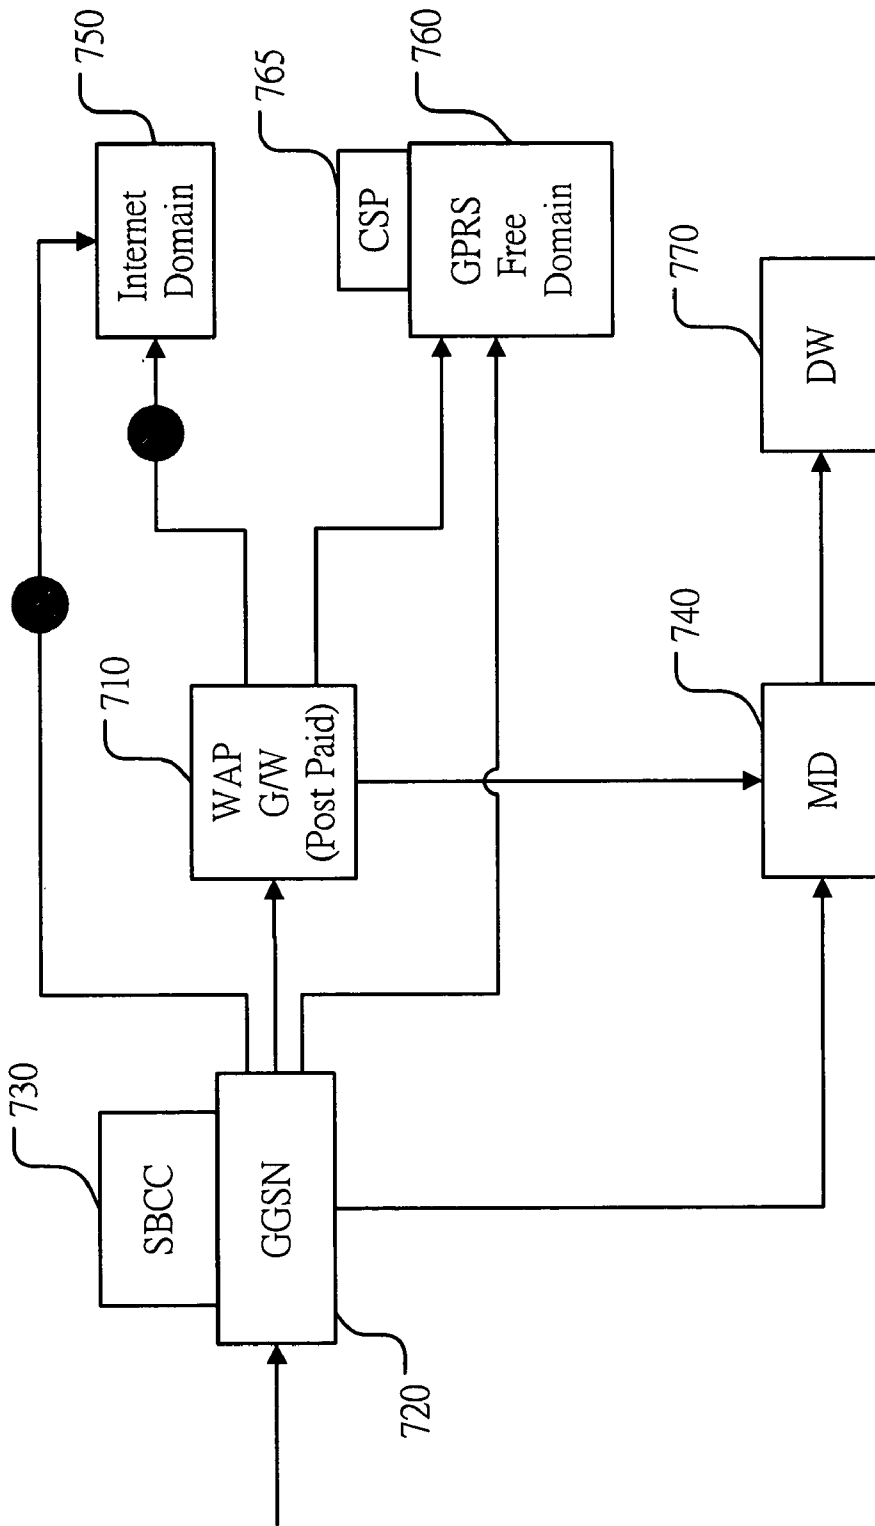 730
SBCC
GGSN
720
710
WAP
G/W
(Post Paid)
750
Internet
Domain
765
CSP
760
GPRS
Free
Domain
740
MD
770
DW